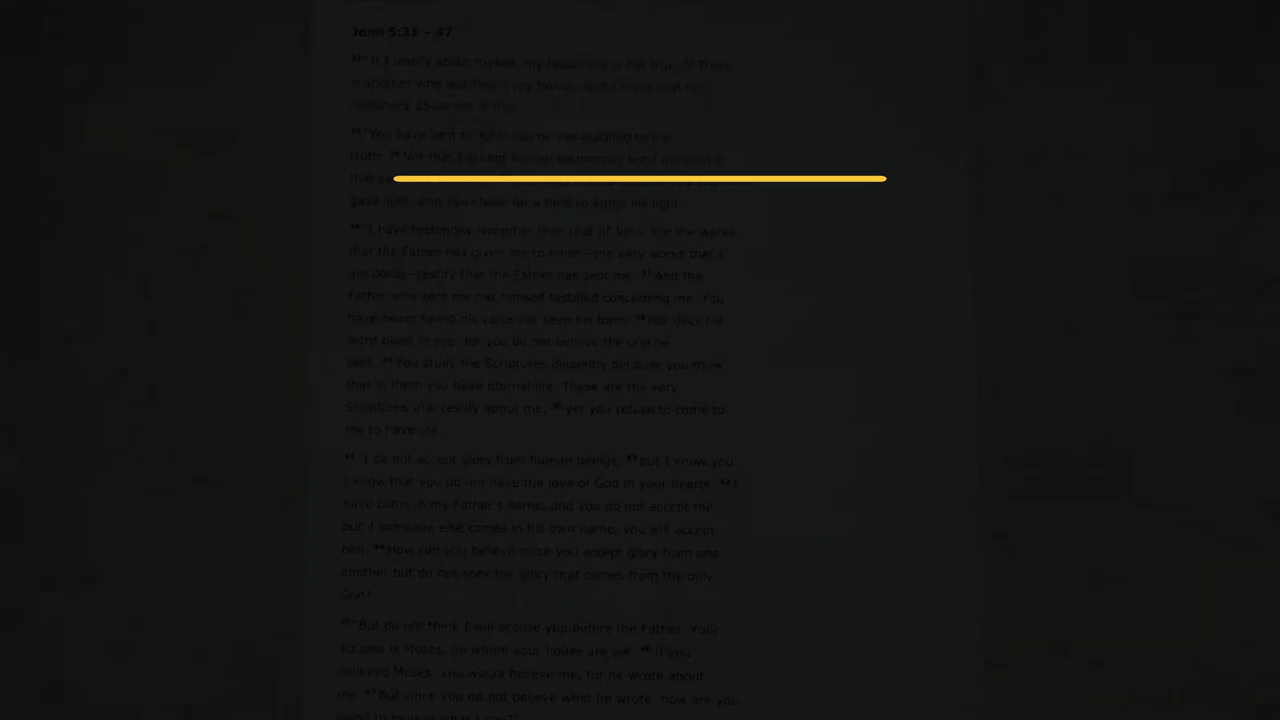 John 5:31 – 47
31 "If I testify about myself, my testimony is not true. 32 There
is another who testifies in my favour, and I know that his
testimony about me is true.
33 "You have sent to John and he has testified to the
truth. 34 Not that I accept human testimony; but I mention it
that
gave light, and you chose for a time to enjoy his light.
36 "I have testimony weightier than that of John. For the works
that the Father has given me to finish—the very works that I
am doing—testify that the Father has sent me. 37 And the
Father who sent me has himself testified concerning me. You
have never heard his voice nor seen his form, 38 nor does his
word dwell in you, for you do not believe the one he
sent. 39 You study the Scriptures diligently because you think
that in them you have eternal life. These are the very
Scriptures that testify about me, 40 yet you refuse to come to
me to have life.
41 "I do not accept glory from human beings, 42 but I know you.
I know that you do not have the love of God in your hearts. 43 I
have come in my Father's name, and you do not accept me;
but if someone else comes in his own name, you will accept
him. 44 How can you believe since you accept glory from one
another but do not seek the glory that comes from the only
God?
45 "But do not think I will accuse you before the Father. Your
accuser is Moses, on whom your hopes are set. 46 If you
believed Moses, you would believe me, for he wrote about
me. 47 But since you do not believe what he wrote, how are you
going to believe what I say?"